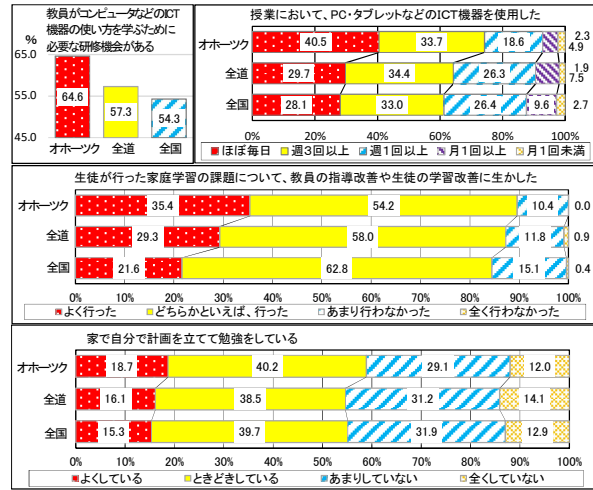 教員がコンピュータなどのICT
機器の使い方を学ぶために
必要な研修機会がある
%
65.0
55.0
45.0
64.6
57.3
54.3
オホーツク 全道 全国
授業において、PC・タブレットなどのICT機器を使用した
オホーツク 40.5 33.7 18.6 4.9 2.3
全道 29.7 34.4 26.3 7.5 1.9
全国 28.1 33.0 26.4 9.6 2.7
0% 20% 40% 60% 80% 100%
ほぼ毎日 週3回以上 週1回以上 月1回以上 月1回未満
生徒が行った家庭学習の課題について、教員の指導改善や生徒の学習改善に生かした
オホーツク 35.4 54.2 10.4 0.0
全道 29.3 58.0 11.8 0.9
全国 21.6 62.8 15.1 0.4
0% 10% 20% 30% 40% 50% 60% 70% 80% 90% 100%
よく行った どちらかといえば、行った あまり行わなかった 全く行わなかった
家で自分で計画を立てて勉強をしている
オホーツク 18.7 40.2 29.1 12.0
全道 16.1 38.5 31.2 14.1
全国 15.3 39.7 31.9 12.9
0% 10% 20% 30% 40% 50% 60% 70% 80% 90% 100%
よくしている ときどきしている あまりしていない 全くしていない